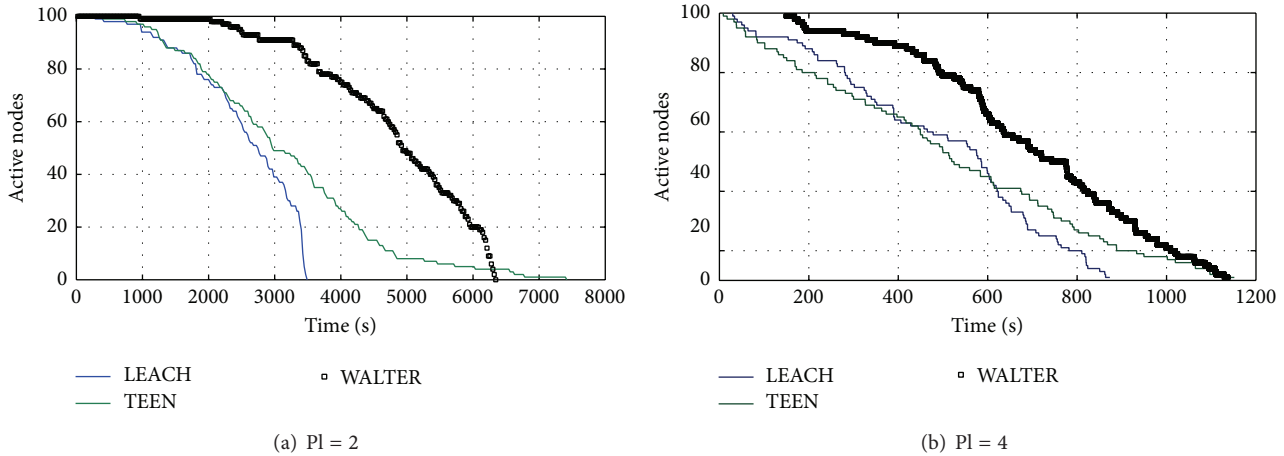 100
80
60
40
20
0
Active nodes
0 1000 2000 3000 4000 5000 6000 7000 8000
Time (s)
LEACH
TEEN
WALTER
(a) Pl = 2
100
80
60
40
20
0
Active nodes
0 200 400 600 800 1000 1200
Time (s)
LEACH
TEEN
WALTER
(b) Pl = 4